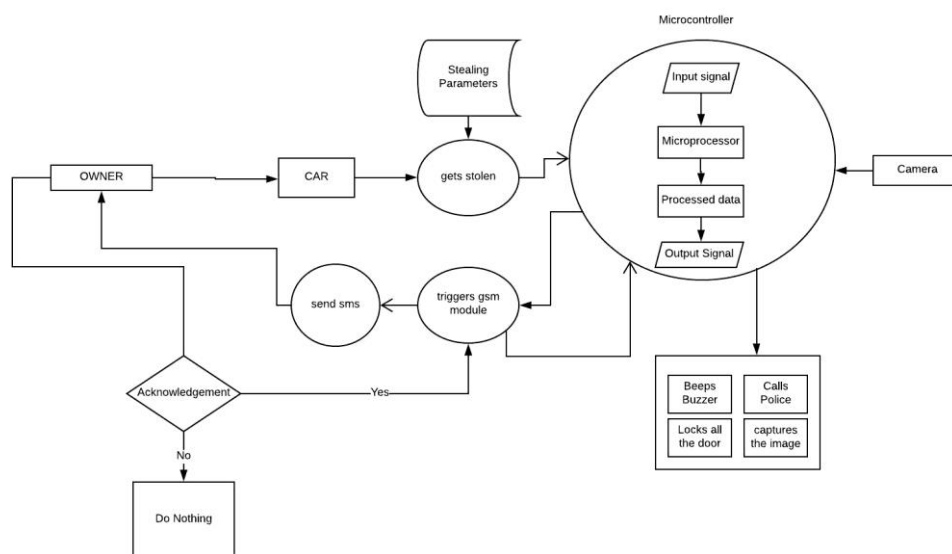 Microcontroller
Stealing
Parameters
Input signal
Microprocessor
OWNER
CAR
gets stolen
Camera
Processed data
Output Signal
send sms
triggers gsm
module
Acknowledgement
Yes
Beeps
Buzzer
Calls
Police
Locks all
the door
captures
the image
No
Do Nothing